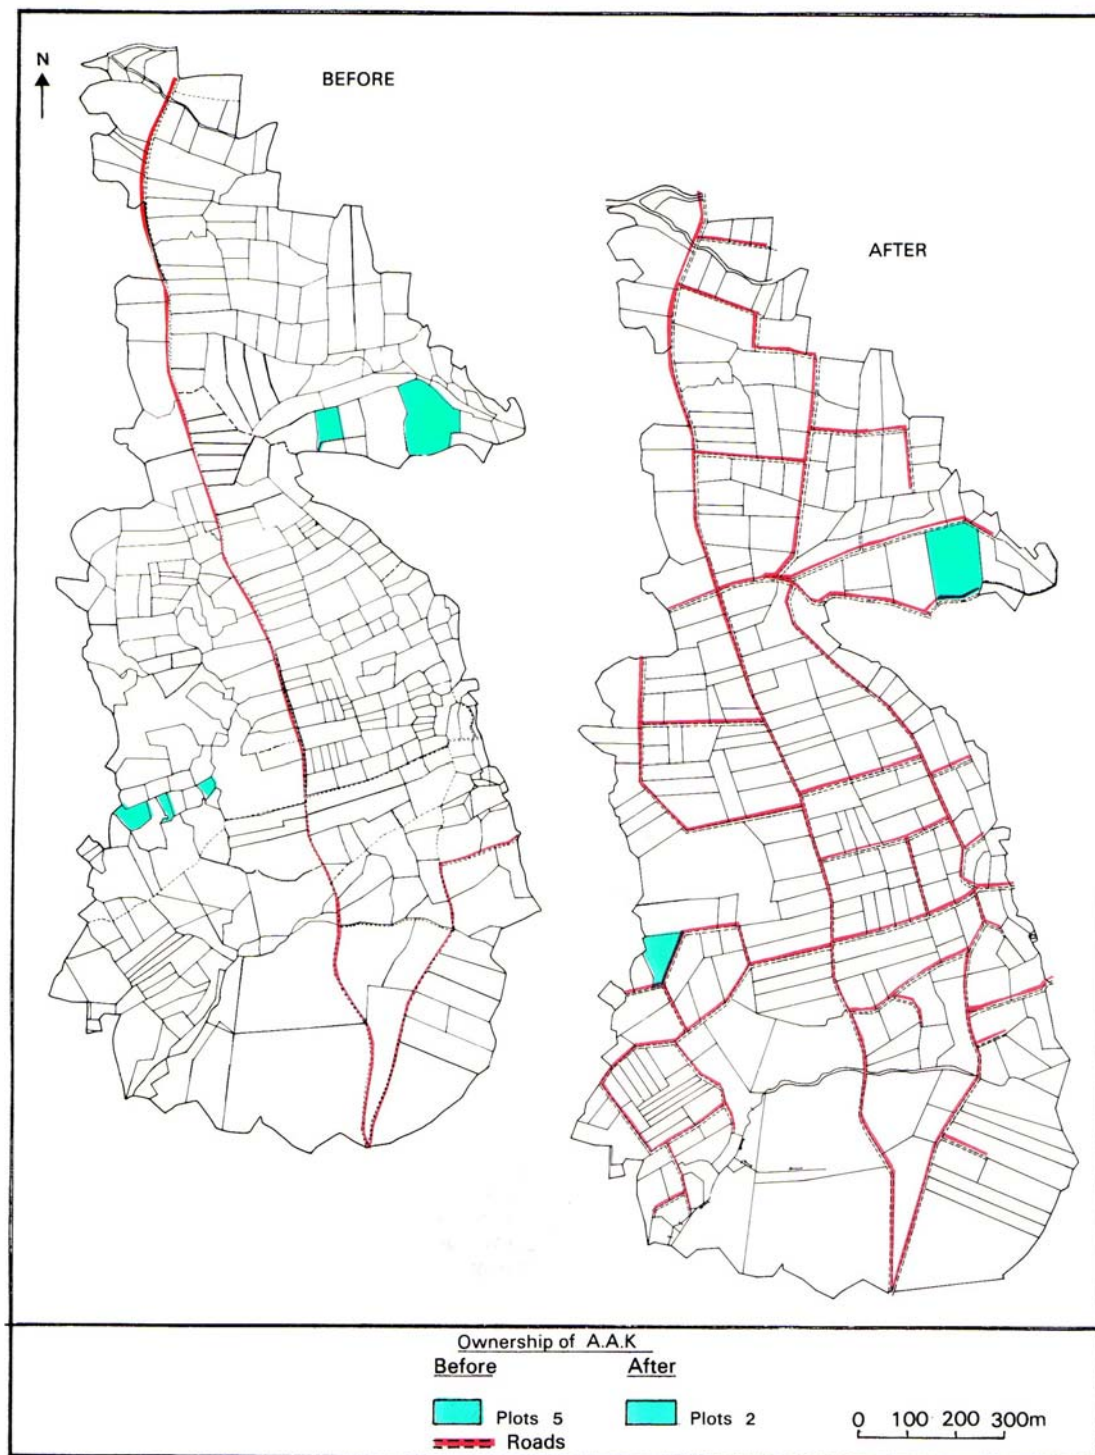 N
BEFORE
AFTER
Ownership of A.A.K
Before After
Plots 5 Plots 2
Roads
0 100 200 300m